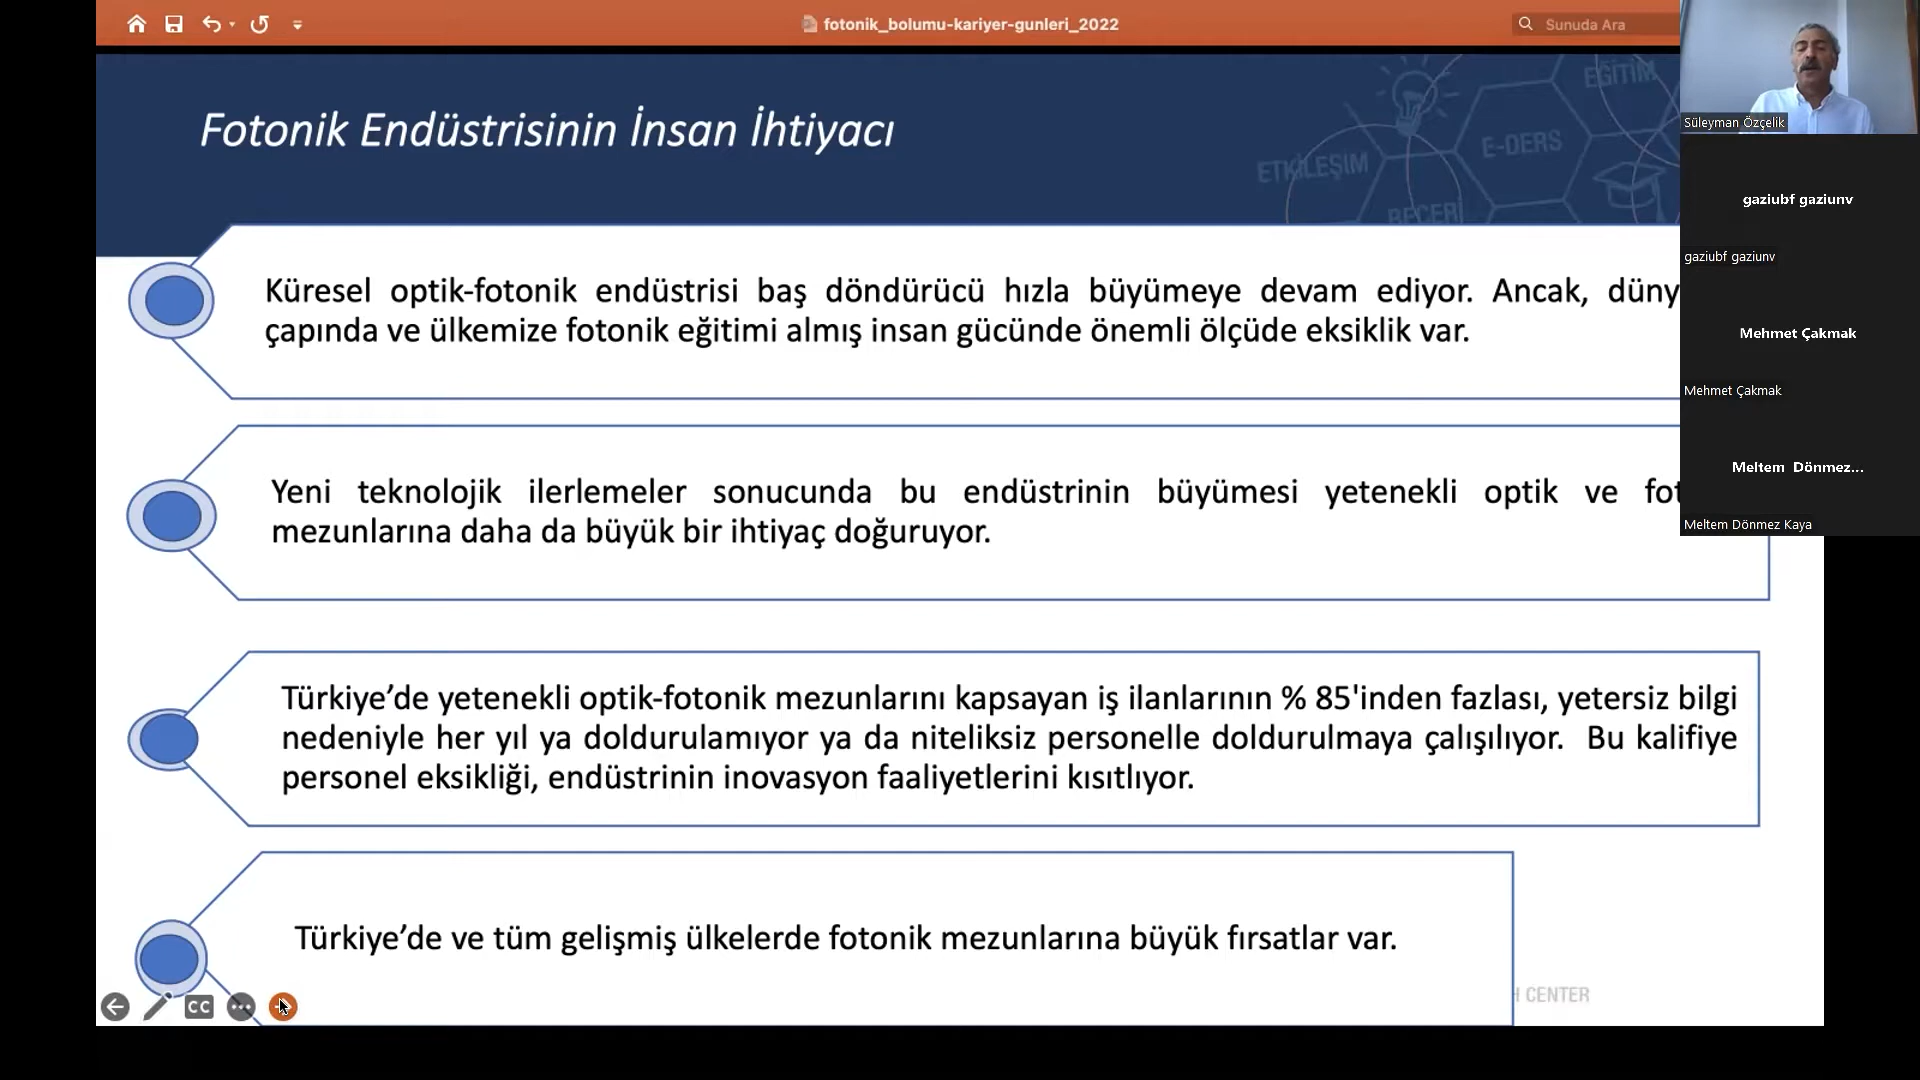 fotonik_bolumu-kariyer-gunleri_2022
Sunuda Ara
Fotonik Endüstrisinin İnsan İhtiyacı
EĞİTİM
E-DERS
ETKİLEŞİM
BECERİ
Küresel optik-fotonik endüstrisi baş döndürücü hızla büyümeye devam ediyor. Ancak, düny
çapında ve ülkemize fotonik eğitimi almış insan gücünde önemli ölçüde eksiklik var.
Yeni teknolojik ilerlemeler sonucunda bu endüstrinin büyümesi yetenekli optik ve fot
mezunlarına daha da büyük bir ihtiyaç doğuruyor.
Türkiye’de yetenekli optik-fotonik mezunlarını kapsayan iş ilanlarının % 85'inden fazlası, yetersiz bilgi
nedeniyle her yıl ya doldurulamıyor ya da niteliksiz personelle doldurulmaya çalışılıyor. Bu kalifiye
personel eksikliği, endüstrinin inovasyon faaliyetlerini kısıtlıyor.
Türkiye’de ve tüm gelişmiş ülkelerde fotonik mezunlarına büyük fırsatlar var.
H CENTER
CC
Süleyman Özçelik
gaziubf gaziunv
gaziubf gaziunv
Mehmet Çakmak
Mehmet Çakmak
Meltem Dönmez...
Meltem Dönmez Kaya